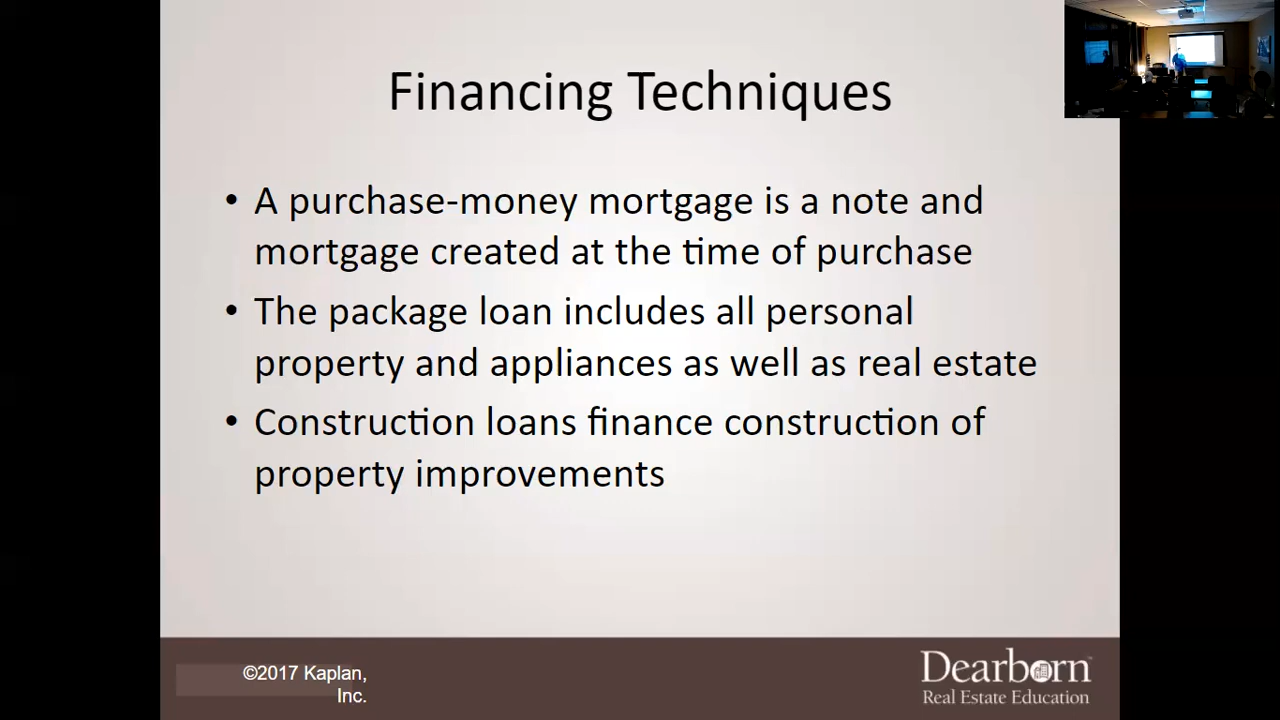 Financing Techniques
• A purchase-money mortgage is a note and
mortgage created at the time of purchase
• The package loan includes all personal
property and appliances as well as real estate
• Construction loans finance construction of
property improvements
©2017 Kaplan,
Inc.
Dearborn™
Real Estate Education